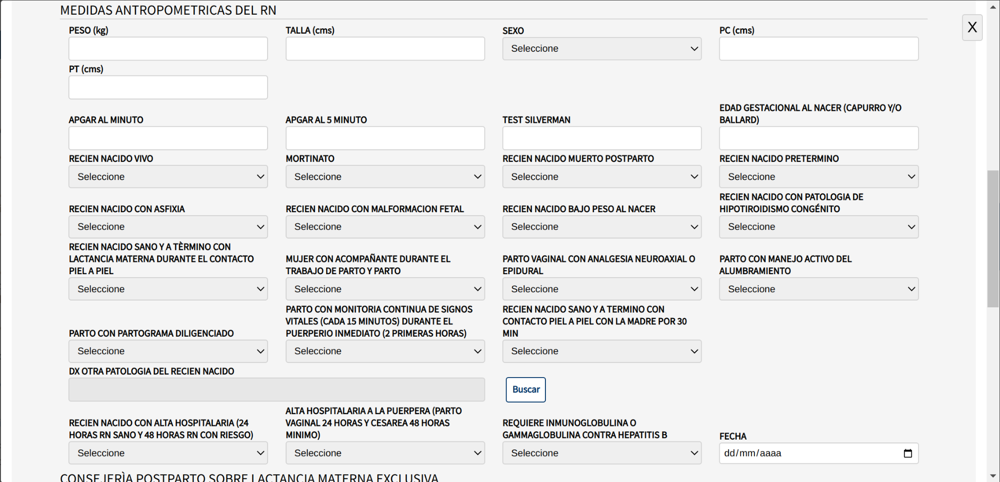 MEDIDAS ANTROPOMETRICAS DEL RN
X
PESO (kg)
TALLA (cms)
SEXO
Seleccione
PC (cms)
PT (cms)
APGAR AL MINUTO
APGAR AL 5 MINUTO
TEST SILVERMAN
EDAD GESTACIONAL AL NACER (CAPURRO Y/O
BALLARD)
RECIEN NACIDO VIVO
Seleccione
MORTINATO
Seleccione
RECIEN NACIDO MUERTO POSTPARTO
Seleccione
RECIEN NACIDO PRETERMINO
Seleccione
RECIEN NACIDO CON ASFIXIA
Seleccione
RECIEN NACIDO CON MALFORMACION FETAL
Seleccione
RECIEN NACIDO BAJO PESO AL NACER
Seleccione
RECIEN NACIDO CON PATOLOGIA DE
HIPOTIROIDISMO CONGÉNITO
Seleccione
RECIEN NACIDO SANO Y A TÈRMINO CON
LACTANCIA MATERNA DURANTE EL CONTACTO
PIEL A PIEL
Seleccione
MUJER CON ACOMPAÑANTE DURANTE EL
TRABAJO DE PARTO Y PARTO
Seleccione
PARTO VAGINAL CON ANALGESIA NEUROAXIAL O
EPIDURAL
Seleccione
PARTO CON MANEJO ACTIVO DEL
ALUMBRAMIENTO
Seleccione
PARTO CON PARTOGRAMA DILIGENCIADO
Seleccione
PARTO CON MONITORIA CONTINUA DE SIGNOS
VITALES (CADA 15 MINUTOS) DURANTE EL
PUERPERIO INMEDIATO (2 PRIMERAS HORAS)
Seleccione
RECIEN NACIDO SANO Y A TERMINO CON
CONTACTO PIEL A PIEL CON LA MADRE POR 30
MIN
Seleccione
DX OTRA PATOLOGIA DEL RECIEN NACIDO
Buscar
RECIEN NACIDO CON ALTA HOSPITALARIA (24
HORAS RN SANO Y 48 HORAS RN CON RIESGO)
Seleccione
ALTA HOSPITALARIA A LA PUERPERA (PARTO
VAGINAL 24 HORAS Y CESAREA 48 HORAS
MINIMO)
Seleccione
REQUIERE INMUNOGLOBULINA O
GAMMAGLOBULINA CONTRA HEPATITIS B
Seleccione
FECHA
dd/mm/aaaa
CONSEJERÌA POSTPARTO SOBRE LACTANCIA MATERNA EXCLUSIVA